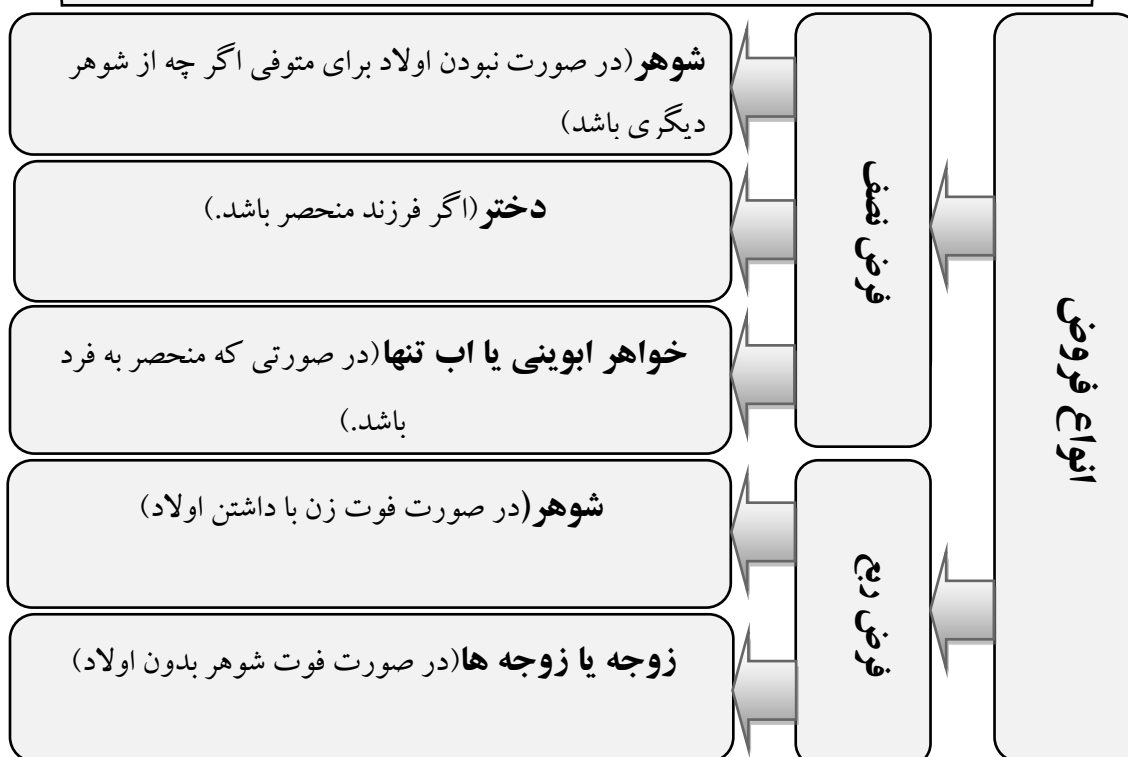 انواع فروض
فرض نصف
شوهر(در صورت نبودن اولاد برای متوفی اگر چه از شوهر
دیگری باشد)
دختر(اگر فرزند منحصر باشد.)
خواهر ابوینی یا اب تنها(در صورتی که منحصر به فرد
باشد.)
فرض ربع
شوهر(در صورت فوت زن با داشتن اولاد)
زوجه یا زوجه ها(در صورت فوت شوهر بدون اولاد)